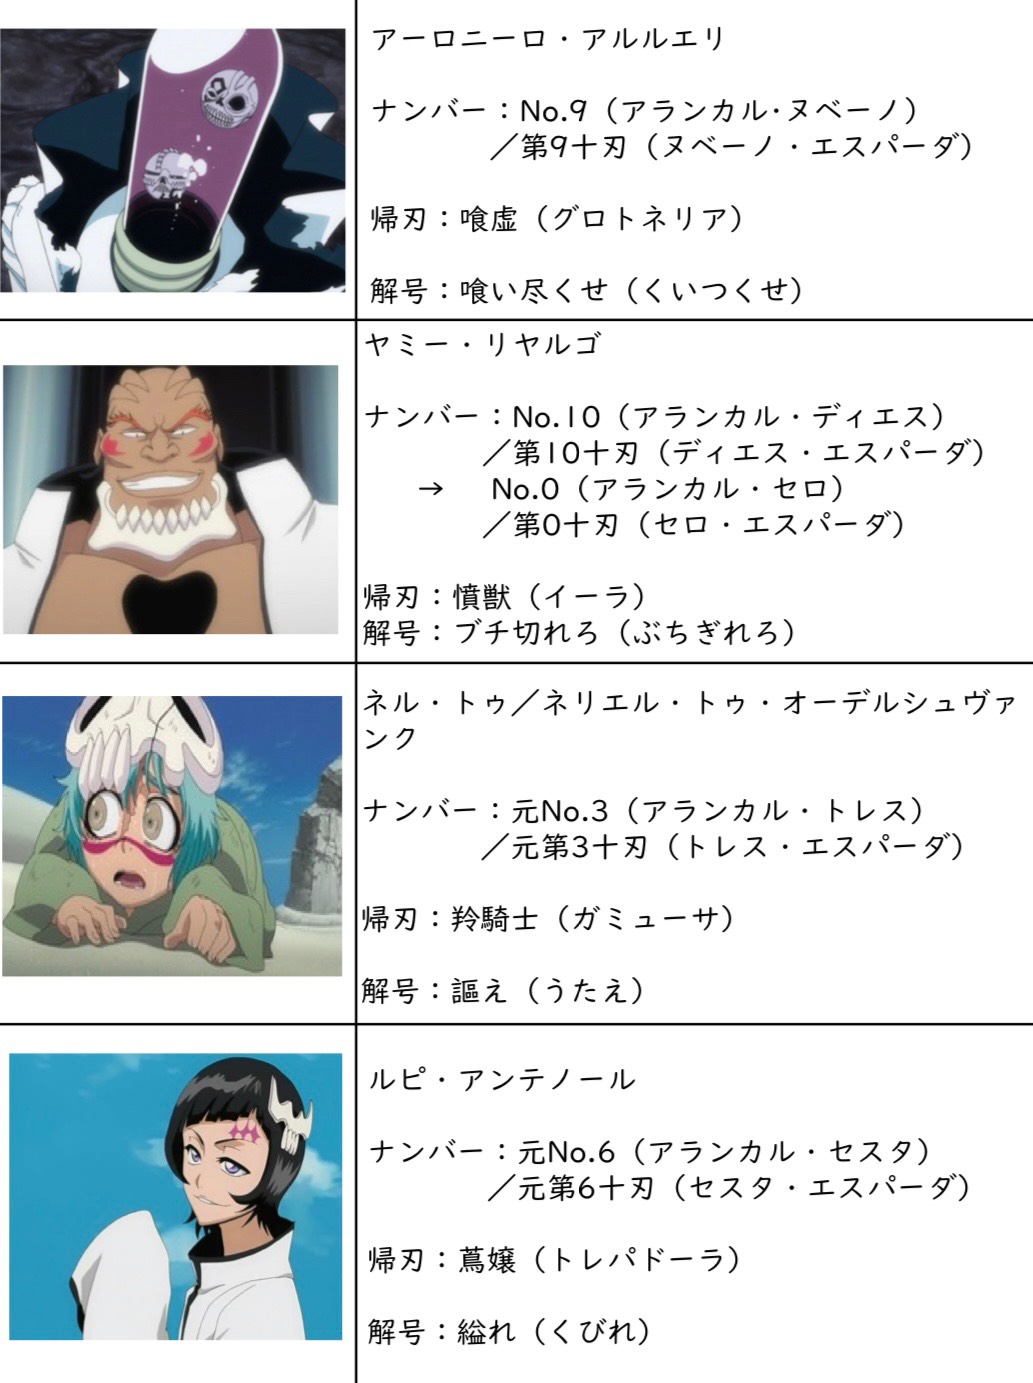 アーロニーロ・アルルエリ
ナンバー：No.9（アランカル・ヌベーノ）
／第9十刃（ヌベーノ・エスパーダ）
帰刃：喰虚（グロトネリア）
解号：喰い尽くせ（くいつくせ）
ヤミー・リヤルゴ
ナンバー：No.10（アランカル・ディエス）
／第10十刃（ディエス・エスパーダ）
→ No.0（アランカル・セロ）
／第0十刃（セロ・エスパーダ）
帰刃：憤獣（イーラ）
解号：ブチ切れろ（ぶちぎれろ）
ネル・トゥ／ネリエル・トゥ・オーデルシュヴァ
ンク
ナンバー：元No.3（アランカル・トレス）
／元第3十刃（トレス・エスパーダ）
帰刃：羚騎士（ガミューサ）
解号：謳え（うたえ）
ルピ・アンテノール
ナンバー：元No.6（アランカル・セスタ）
／元第6十刃（セスタ・エスパーダ）
帰刃：蔦嬢（トレパドーラ）
解号：縊れ（くびれ）